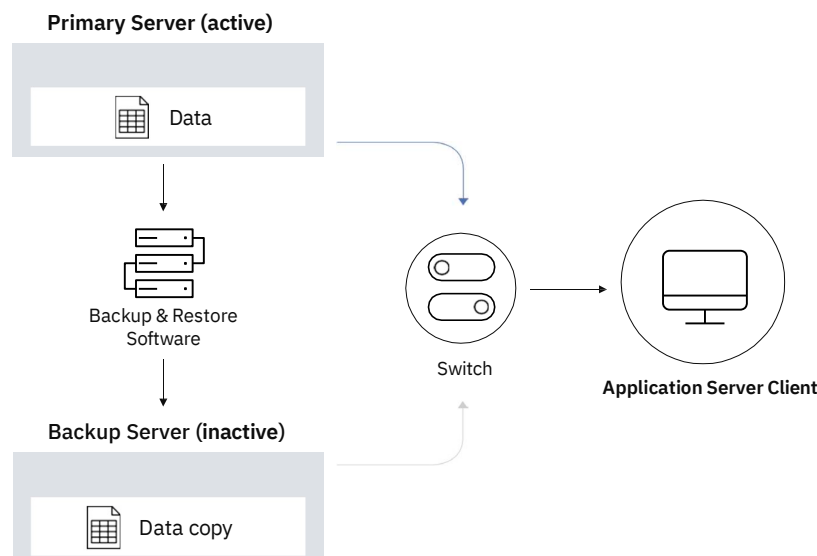 Primary Server (active)
Data
Backup & Restore
Software
Switch
Application Server Client
Backup Server (inactive)
Data copy